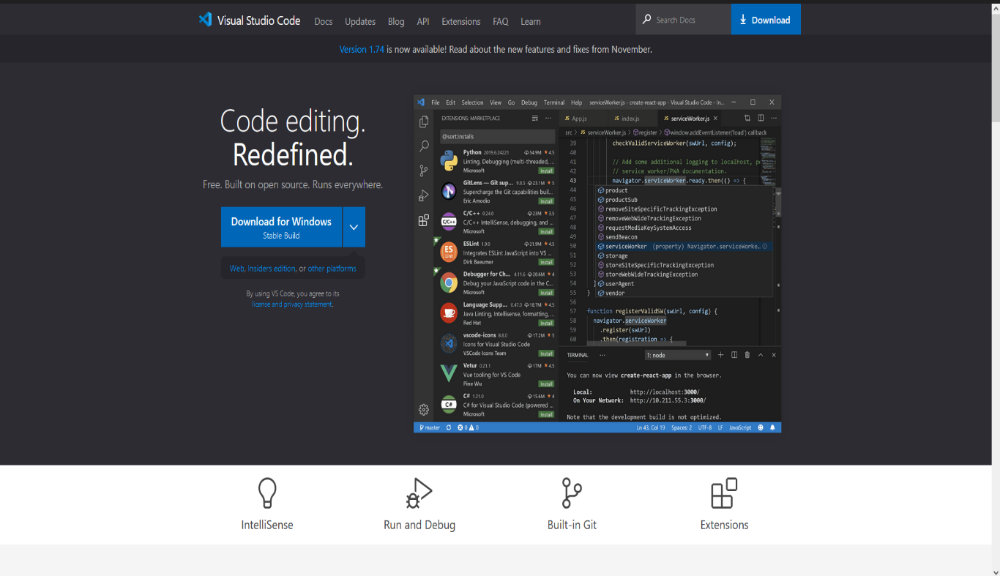 Visual Studio Code Docs Updates Blog API Extensions FAQ Learn Search Docs Download
Version 1.74 is now available! Read about the new features and fixes from November.
Code editing.
Redefined.
Free. Built on open source. Runs everywhere.
Download for Windows
Stable Build
Web, Insiders edition, or other platforms
By using VS Code, you agree to its
license and privacy statement.
File Edit Selection View Go Debug Terminal Help serviceWorker.js - create-react-app - Visual Studio Code - In...
EXTENSIONS: MARKETPLACE
@sort:installs
Python 2019.6.24221 54.9M 4.5
Linting, Debugging (multi-threaded, ...
Microsoft Install
GitLens — Git sup... 9.8.5 23.1M 5
Supercharge the Git capabilities buil...
Eric Amodio Install
C/C++ C/C++ 0.24.0 23M 3.5
C/C++ IntelliSense, debugging, and ...
Microsoft Install
ES Lint ESLint 1.9.0 21.9M 4.5
Integrates ESLint JavaScript into VS ...
Dirk Baeumer Install
Debugger for Ch... 4.11.6 20.6M 4
Debug your JavaScript code in the C...
Microsoft Install
Language Supp... 0.47.0 18.7M 4.5
Java Linting, Intellisense, formatting, ...
Red Hat Install
vscode-icons 8.8.0 17.2M 5
Icons for Visual Studio Code
VSCode Icons Team Install
Vetur 0.21.1 17M 4.5
Vue tooling for VS Code
Pine Wu Install
C# C# 1.21.0 15.6M 4
C# for Visual Studio Code (powered ...
Microsoft Install
JS App.js JS index.js JS serviceWorker.js
src > JS serviceWorker.js > register > window.addEventListener('load') callback
39 checkValidServiceWorker(swUrl, config);
40
41 // Add some additional logging to localhost, p
42 // service worker/PWA documentation.
43 navigator.serviceWorker.ready.then(() => {
44 product
45 productSub
46 removeSiteSpecificTrackingException
47 removeWebWideTrackingException
48 requestMediaKeySystemAccess
49 sendBeacon
50 serviceWorker (property) Navigator.serviceWorke...
51 storage
52 storeSiteSpecificTrackingException
53 storeWebWideTrackingException
54 } userAgent
55 } vendor
56
57 function registerValidSW(swUrl, config) {
58 navigator.serviceWorker
59 .register(swUrl)
60 .then(registration => {
TERMINAL ... 1: node
You can now view create-react-app in the browser.
Local: http://localhost:3000/
On Your Network: http://10.211.55.3:3000/
Note that the development build is not optimized.
master 0 0 Ln 43, Col 19 Spaces: 2 UTF-8 LF JavaScript
IntelliSense Run and Debug Built-in Git Extensions